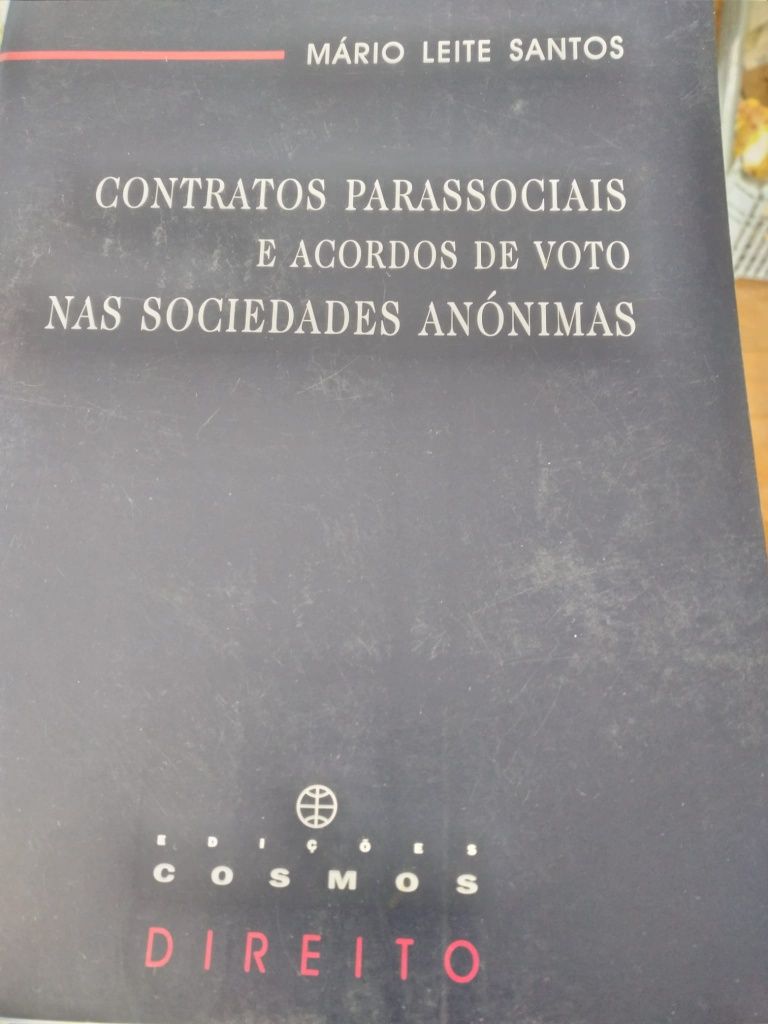 MÁRIO LEITE SANTOS
CONTRATOS PARASSOCIAIS
E ACORDOS DE VOTO
NAS SOCIEDADES ANÓNIMAS
EDIÇÕES
COSMOS
DIREITO